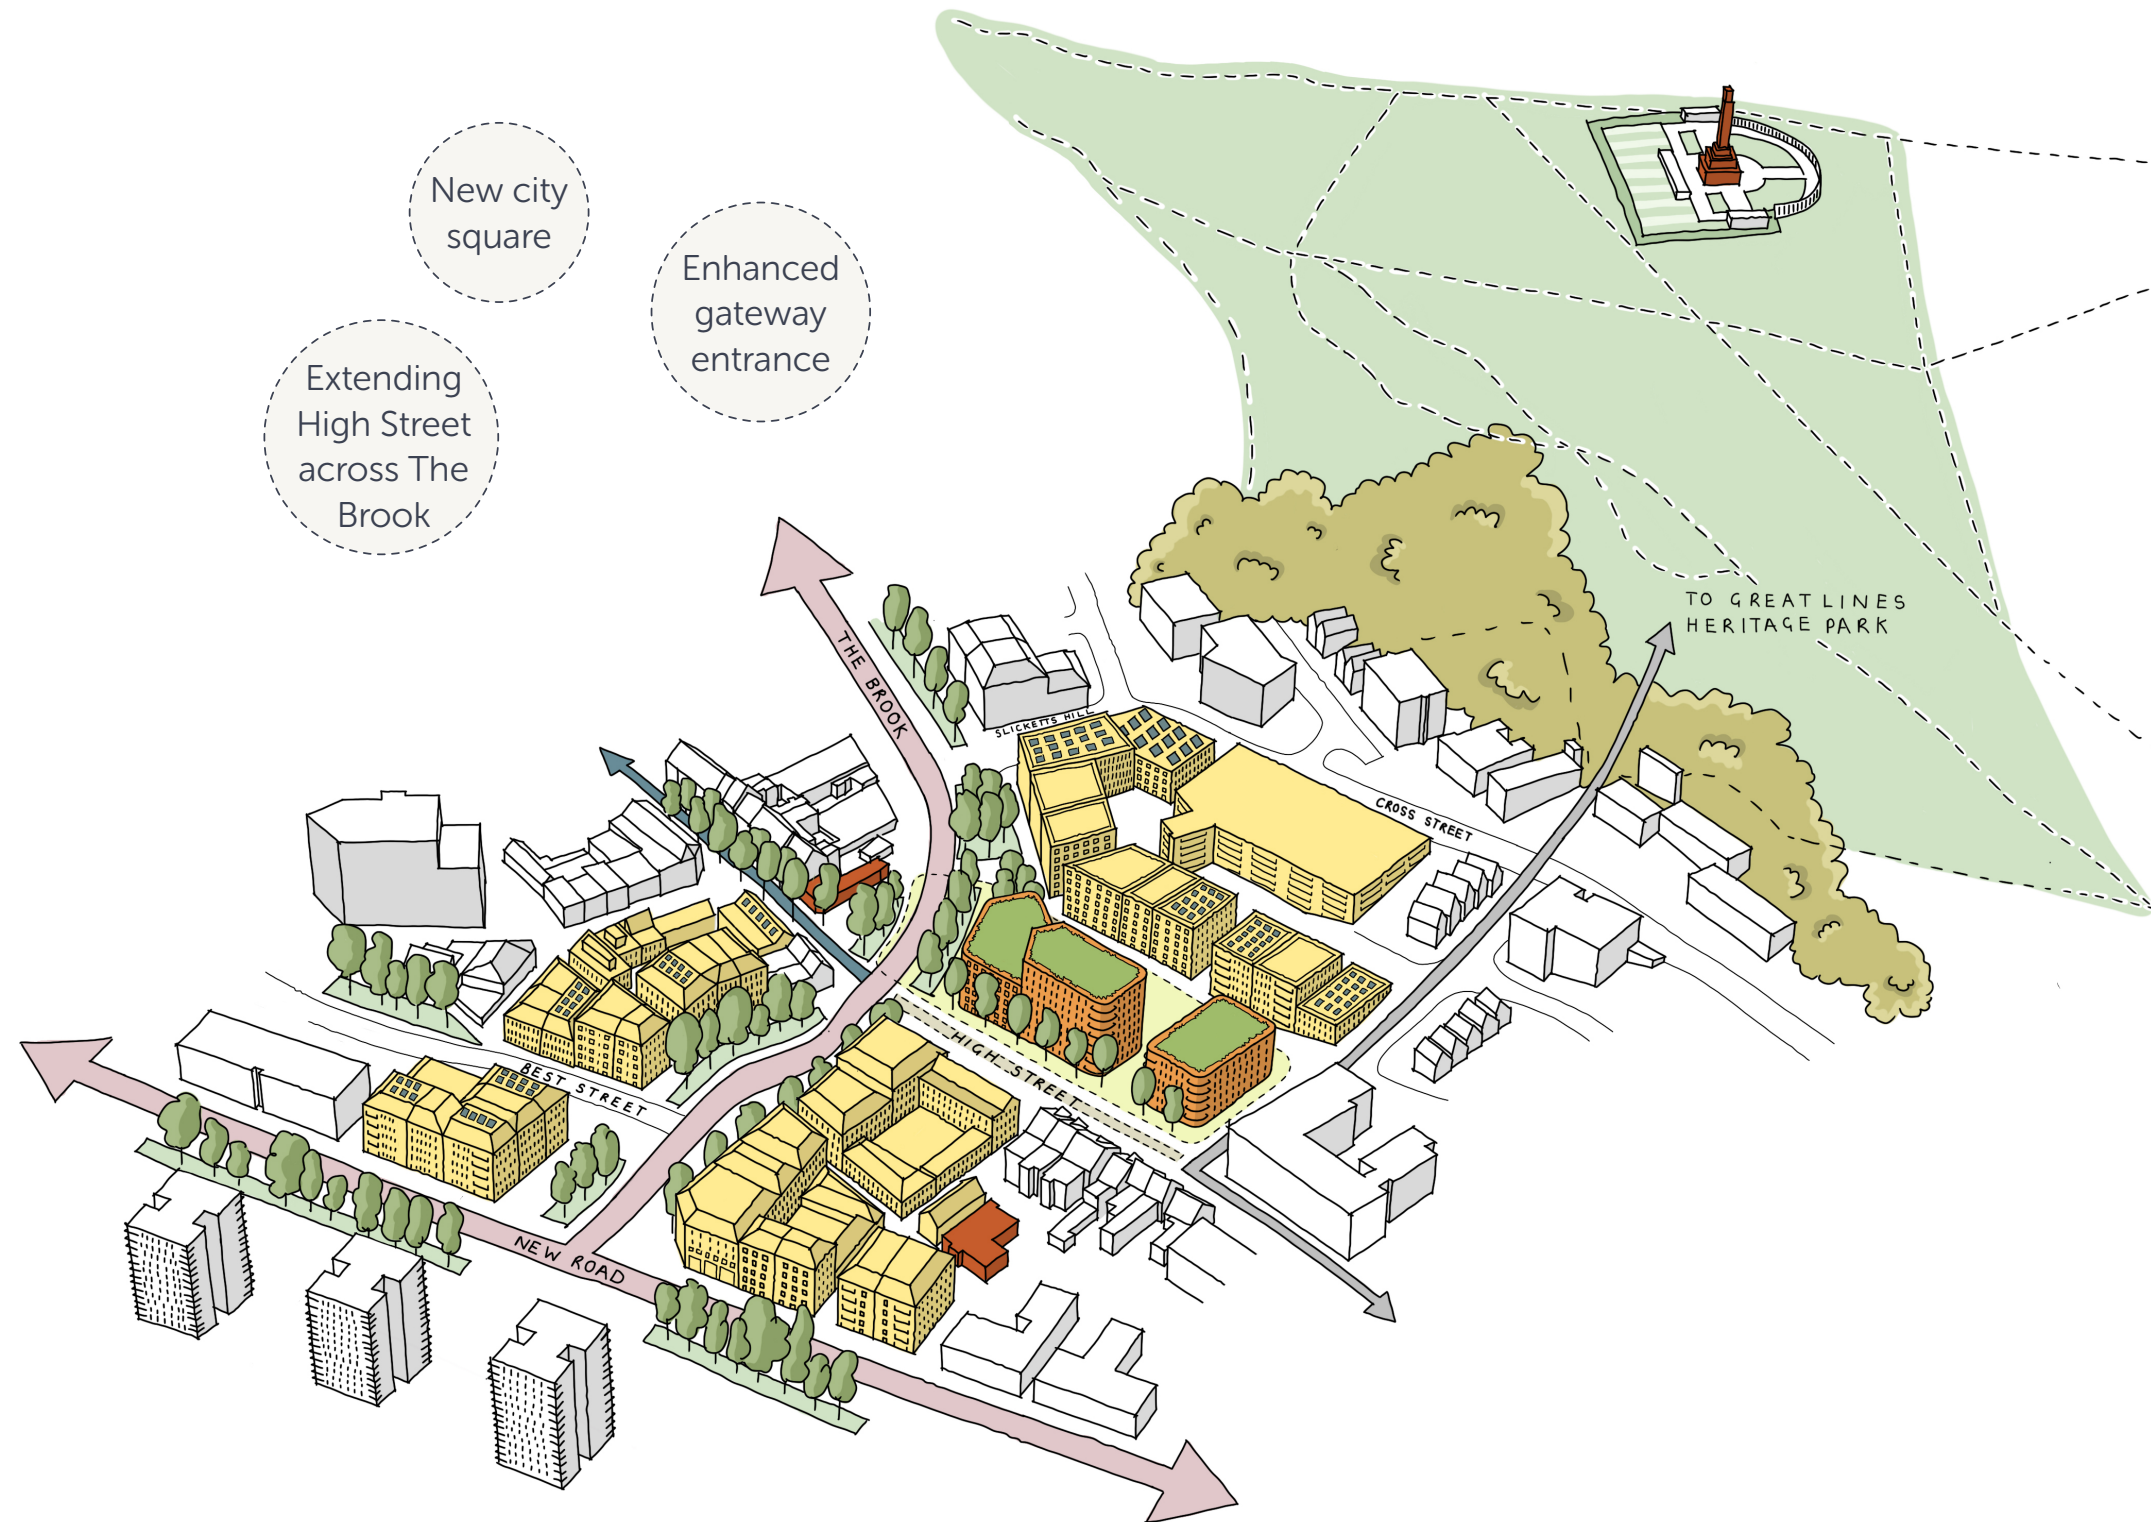 New city
square
Enhanced
gateway
entrance
Extending
High Street
across The
Brook
TO GREAT LINES
HERITAGE PARK
THE BROOK
SLICKETTS HILL
CROSS STREET
HIGH STREET
BEST STREET
NEW ROAD